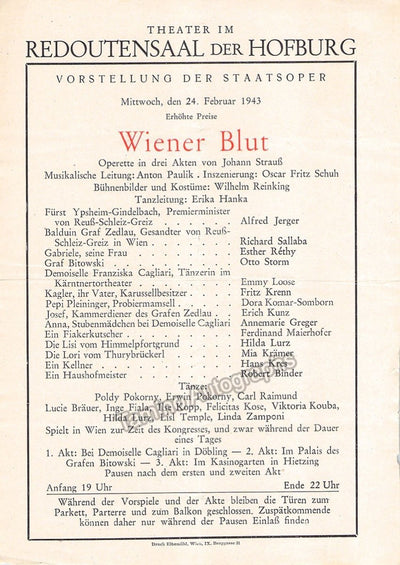 THEATER IM
REDOUTENSAAL DER HOFBURG
VORSTELLUNG DER STAATSOPER
Mittwoch, den 24. Februar 1943
Erhöhte Preise
Wiener Blut
Operette in drei Akten von Johann Strauß
Musikalische Leitung: Anton Paulik . Inszenierung: Oscar Fritz Schuh
Bühnenbilder und Kostüme: Wilhelm Reinking
Tanzleitung: Erika Hanka
Fürst Ypsheim-Gindelbach, Premierminister
von Reuß-Schleiz-Greiz . . . . . . . Alfred Jerger
Balduin Graf Zedlau, Gesandter von Reuß-
Schleiz-Greiz in Wien . . . . . . . . Richard Sallaba
Gabriele, seine Frau . . . . . . . . . Esther Réthy
Graf Bitowski . . . . . . . . . . . Otto Storm
Demoiselle Franziska Cagliari, Tänzerin im
Kärntnertortheater . . . . . . . . . Emmy Loose
Kagler, ihr Vater, Karussellbesitzer . . . . Fritz Krenn
Pepi Pleininger, Probiermamsell . . . . . Dora Komar-Somborn
Josef, Kammerdiener des Grafen Zedlau . . . Erich Kunz
Anna, Stubenmädchen bei Demoiselle Cagliari Annemarie Greger
Ein Fiakerkutscher . . . . . . . . . Ferdinand Maierhofer
Die Lisi vom Himmelpfortgrund . . . . . Hilda Lurz
Die Lori vom Thurybrückerl . . . . . . Mia Krämer
Ein Kellner . . . . . . . . . . . . Hans Kres
Ein Haushofmeister . . . . . . . . . Robert Binder
Tänze:
Poldy Pokorny, Erny Pokorny, Carl Raimund
Lucie Bräuer, Inge Fiala, Ilse Kopp, Felicitas Kose, Viktoria Kouba,
Hilda Lurz, Essl Temple, Linda Zamponi
Spielt in Wien zur Zeit des Kongresses, und zwar während der Dauer
eines Tages
1. Akt: Bei Demoiselle Cagliari in Döbling — 2. Akt: Im Palais des
Grafen Bitowski — 3. Akt: Im Kasinogarten in Hietzing
Pausen nach dem ersten und zweiten Akt
Anfang 19 Uhr Ende 22 Uhr
Während der Vorspiele und der Akte bleiben die Türen zum
Parkett, Parterre und zum Balkon geschlossen. Zuspätkommende
können daher nur während der Pausen Einlaß finden
Druck Elbemühl, Wien, IX, Berggasse 31